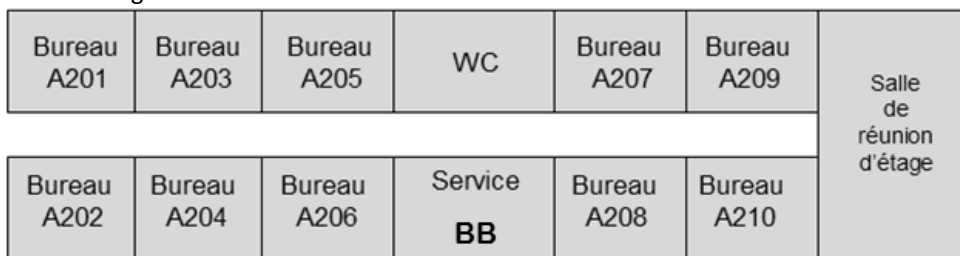 Bureau
A201
Bureau
A203
Bureau
A205
WC
Bureau
A207
Bureau
A209
Salle
de
réunion
d'étage
Bureau
A202
Bureau
A204
Bureau
A206
Service
BB
Bureau
A208
Bureau
A210